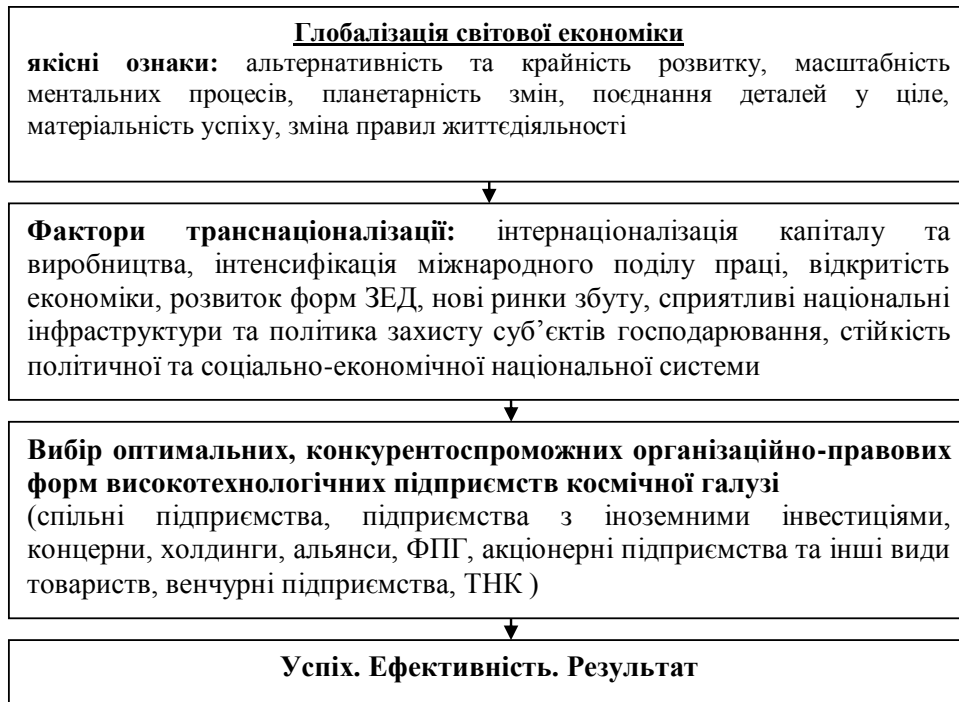 Глобалізація світової економіки
якісні ознаки: альтернативність та крайність розвитку, масштабність
ментальних процесів, планетарність змін, поєднання деталей у ціле,
матеріальність успіху, зміна правил життєдіяльності
Фактори транснаціоналізації: інтернаціоналізація капіталу та
виробництва, інтенсифікація міжнародного поділу праці, відкритість
економіки, розвиток форм ЗЕД, нові ринки збуту, сприятливі національні
інфраструктури та політика захисту суб’єктів господарювання, стійкість
політичної та соціально-економічної національної системи
Вибір оптимальних, конкурентоспроможних організаційно-правових
форм високотехнологічних підприємств космічної галузі
(спільні підприємства, підприємства з іноземними інвестиціями,
концерни, холдинги, альянси, ФПГ, акціонерні підприємства та інші види
товариств, венчурні підприємства, ТНК )
Успіх. Ефективність. Результат